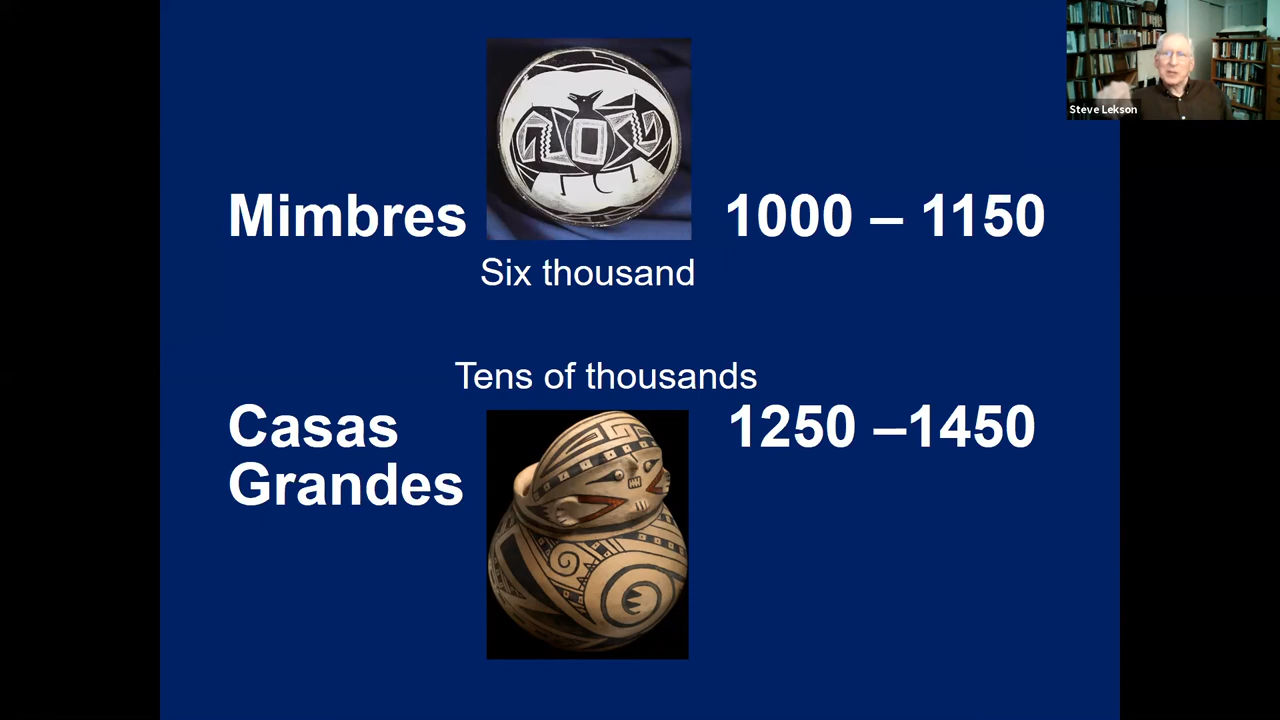 Steve Lekson
Mimbres
1000 – 1150
Six thousand
Tens of thousands
Casas
Grandes
1250 –1450